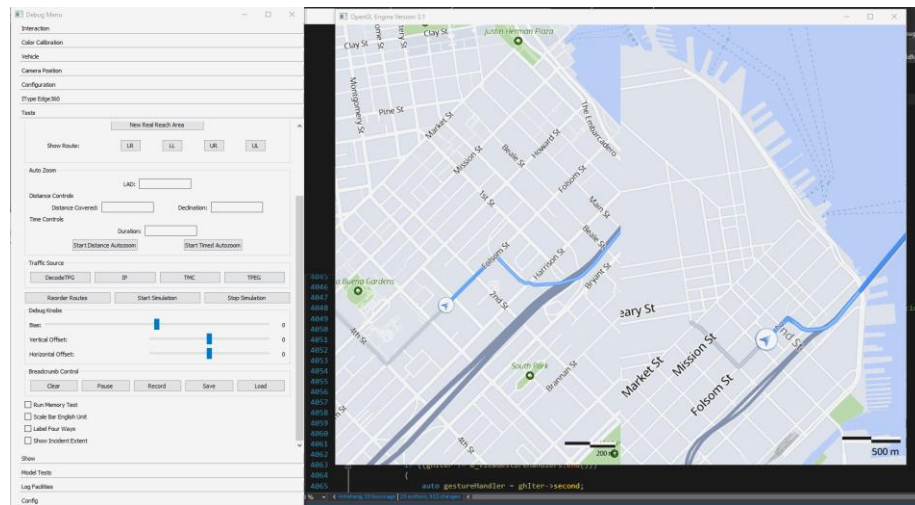 Debug Menu
Interaction
Color Calibration
Vehicle
Camera Position
Configuration
IType Edge360
Tests
New Real Reach Area
Show Route: LR LL UR UL
Auto Zoom
LAD:
Distance Controls
Distance Covered: Declination:
Time Controls
Duration:
Start Distance Autozoom Start Timed Autozoom
Traffic Source
DecodeTPG IP TMC TPEG
Reorder Routes Start Simulation Stop Simulation
Debug Knobs
Bias: 0
Vertical Offset: 0
Horizontal Offset: 0
Breadcrumb Control
Clear Pause Record Save Load
Run Memory Test
Scale Bar English Unit
Label Four Ways
Show Incident Extent
Show
Model Tests
Log Facilities
Config
OpenGL Engine Version 0.1
Justin Herman Plaza
Clay St
Clay St
Montgomery St
Pine St
Market St
Mission St
The Embarcadero
Beale St
Howard St
Folsom St
1st St
Main St
Beale St
Folsom St
Harrison St
Bryant St
a Buena Gardens
2nd St
4th St
South Park
Brannan St
4th St
200 m
eary St
Market St
Mission St
Folsom St
nd St
500 m
4045
4046
4047
4048
4049
4050
4051
4052
4053
4054
4055
4056
4057
4058
4059
4060
4061
4062
4063
4064 {
4065 auto gestureHandler = ghIter->second;